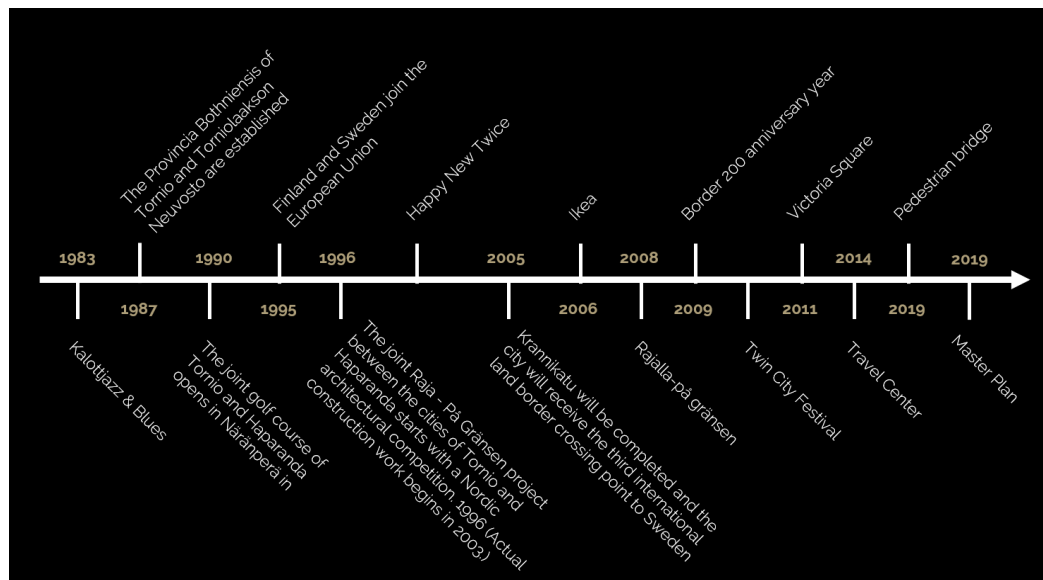 The Provincia Bothniensis of
Tornio and Torniolaakson
Neuvosto are established
Finland and Sweden join the
European Union
Happy New Twice
Ikea
Border 200 anniversary year
Victoria Square
Pedestrian bridge
1983
1990
1996
2005
2008
2014
2019
1987
1995
2006
2009
2011
2019
Kalottjazz & Blues
The joint golf course of
Tornio and Haparanda
opens in Näränperä in
The joint Raja - På Gränsen project
between the cities of Tornio and
Haparanda starts with a Nordic
architectural competition. 1996 (Actual
construction work begins in 2003.)
Krannikatu will be completed and the
city will receive the third international
land border crossing point to Sweden
Rajalla-på gränsen
Twin City Festival
Travel Center
Master Plan